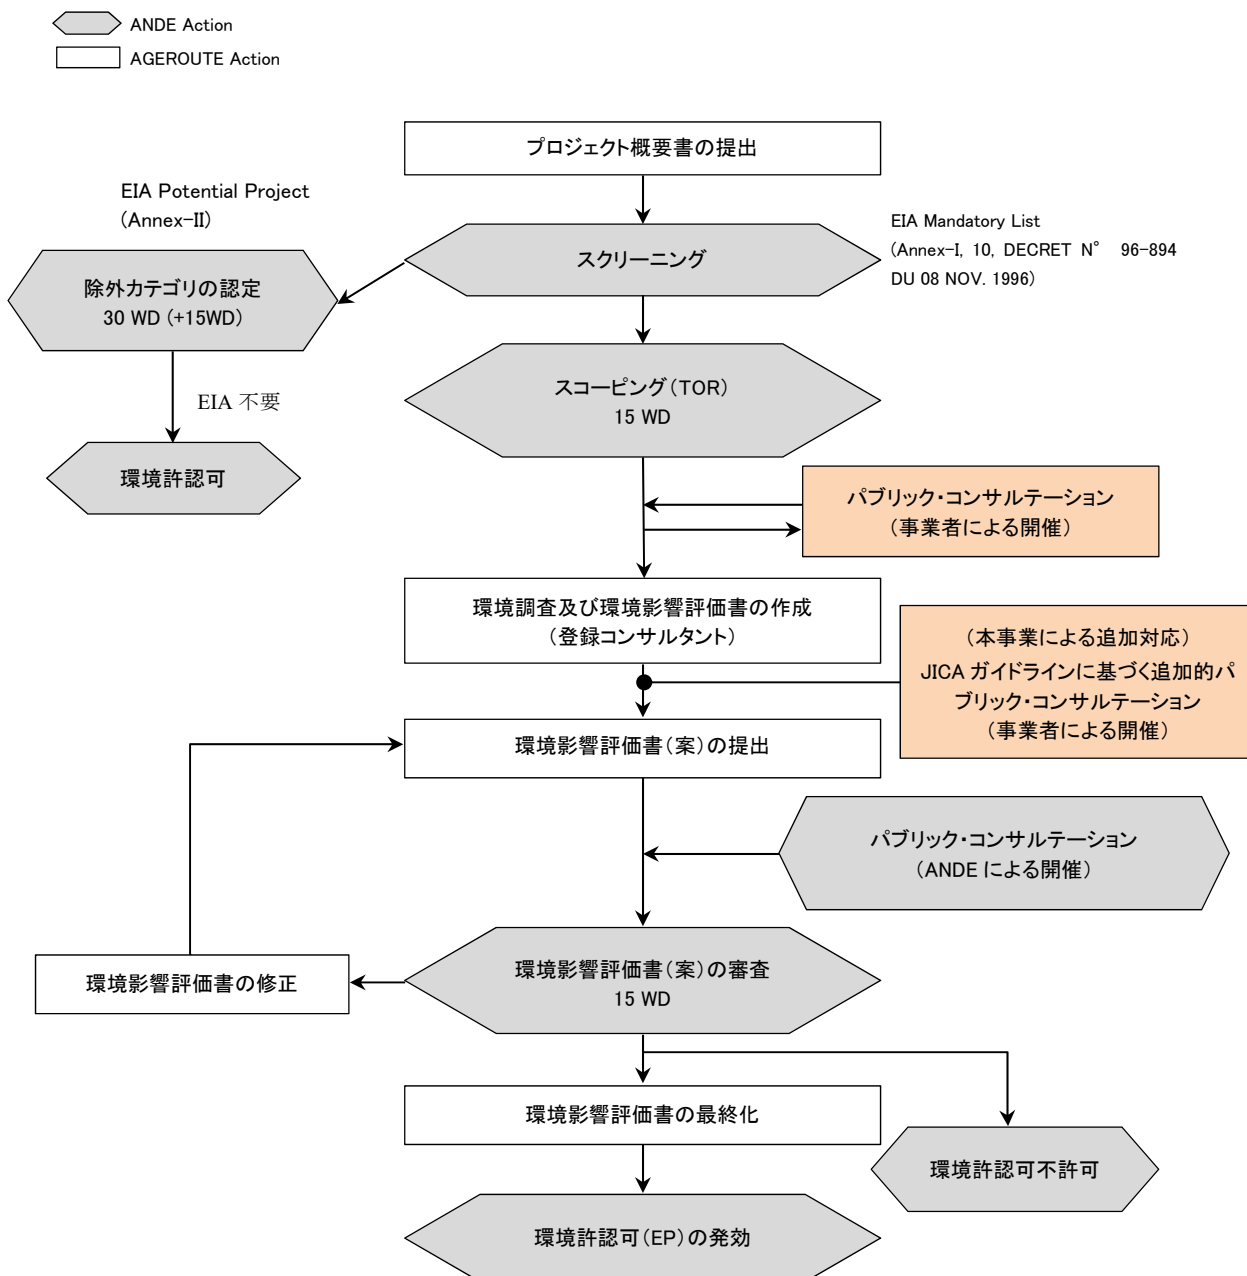 ANDE Action
AGEROUTE Action
プロジェクト概要書の提出
EIA Potential Project
(Annex-II)
EIA Mandatory List
(Annex-I, 10, DECRET N° 96-894
DU 08 NOV. 1996)
スクリーニング
除外カテゴリの認定
30 WD (+15WD)
スコーピング（TOR）
15 WD
EIA 不要
環境許認可
パブリック・コンサルテーション
（事業者による開催）
環境調査及び環境影響評価書の作成
（登録コンサルタント）
（本事業による追加対応）
JICA ガイドラインに基づく追加的パ
ブリック・コンサルテーション
（事業者による開催）
環境影響評価書（案）の提出
パブリック・コンサルテーション
（ANDE による開催）
環境影響評価書（案）の審査
15 WD
環境影響評価書の修正
環境影響評価書の最終化
環境許認可不許可
環境許認可（EP）の発効